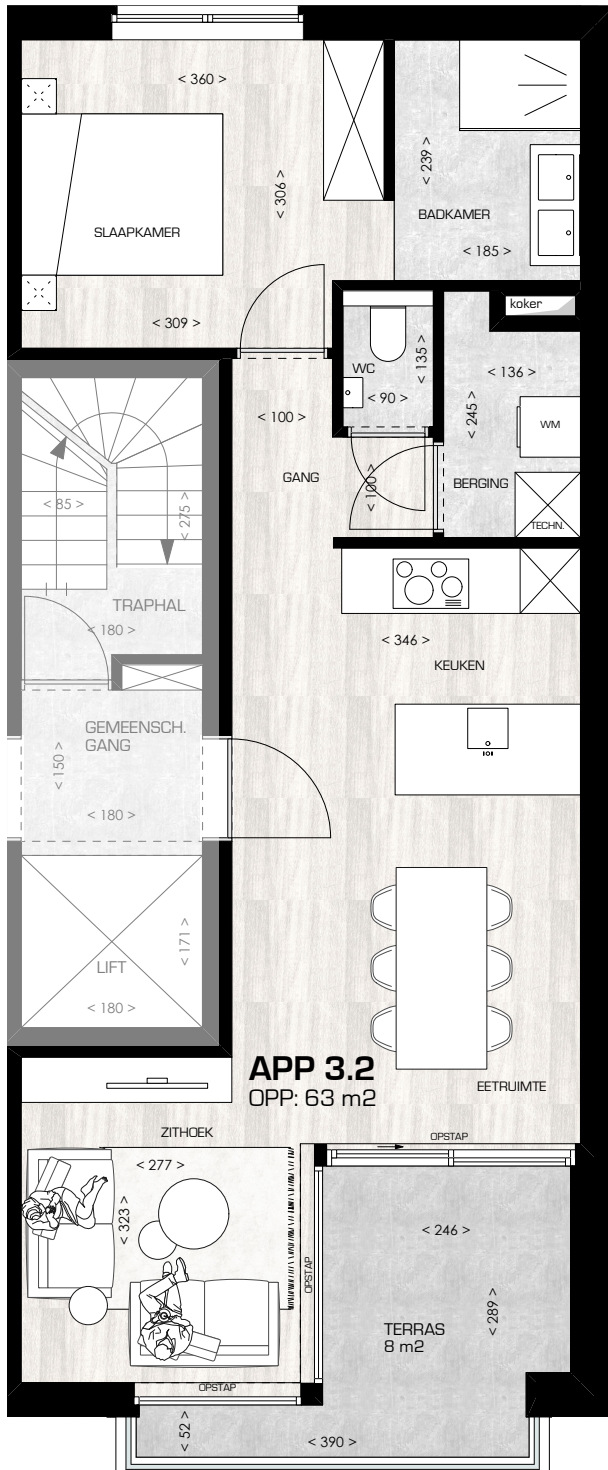 < 360 >
< 306 >
< 239 >
SLAAPKAMER
BADKAMER
< 185 >
< 309 >
koker
WC
< 135 >
< 90 >
< 136 >
< 245 >
WM
< 100 >
GANG
< 100 >
BERGING
TECHN.
< 85 >
< 275 >
TRAPHAL
< 180 >
< 346 >
KEUKEN
GEMEENSCH.
GANG
< 150 >
< 180 >
< 171 >
LIFT
< 180 >
APP 3.2
OPP: 63 m2
EETRUIMTE
ZITHOEK
OPSTAP
< 277 >
< 323 >
OPSTAP
< 246 >
< 289 >
TERRAS
8 m2
OPSTAP
< 52 >
< 390 >